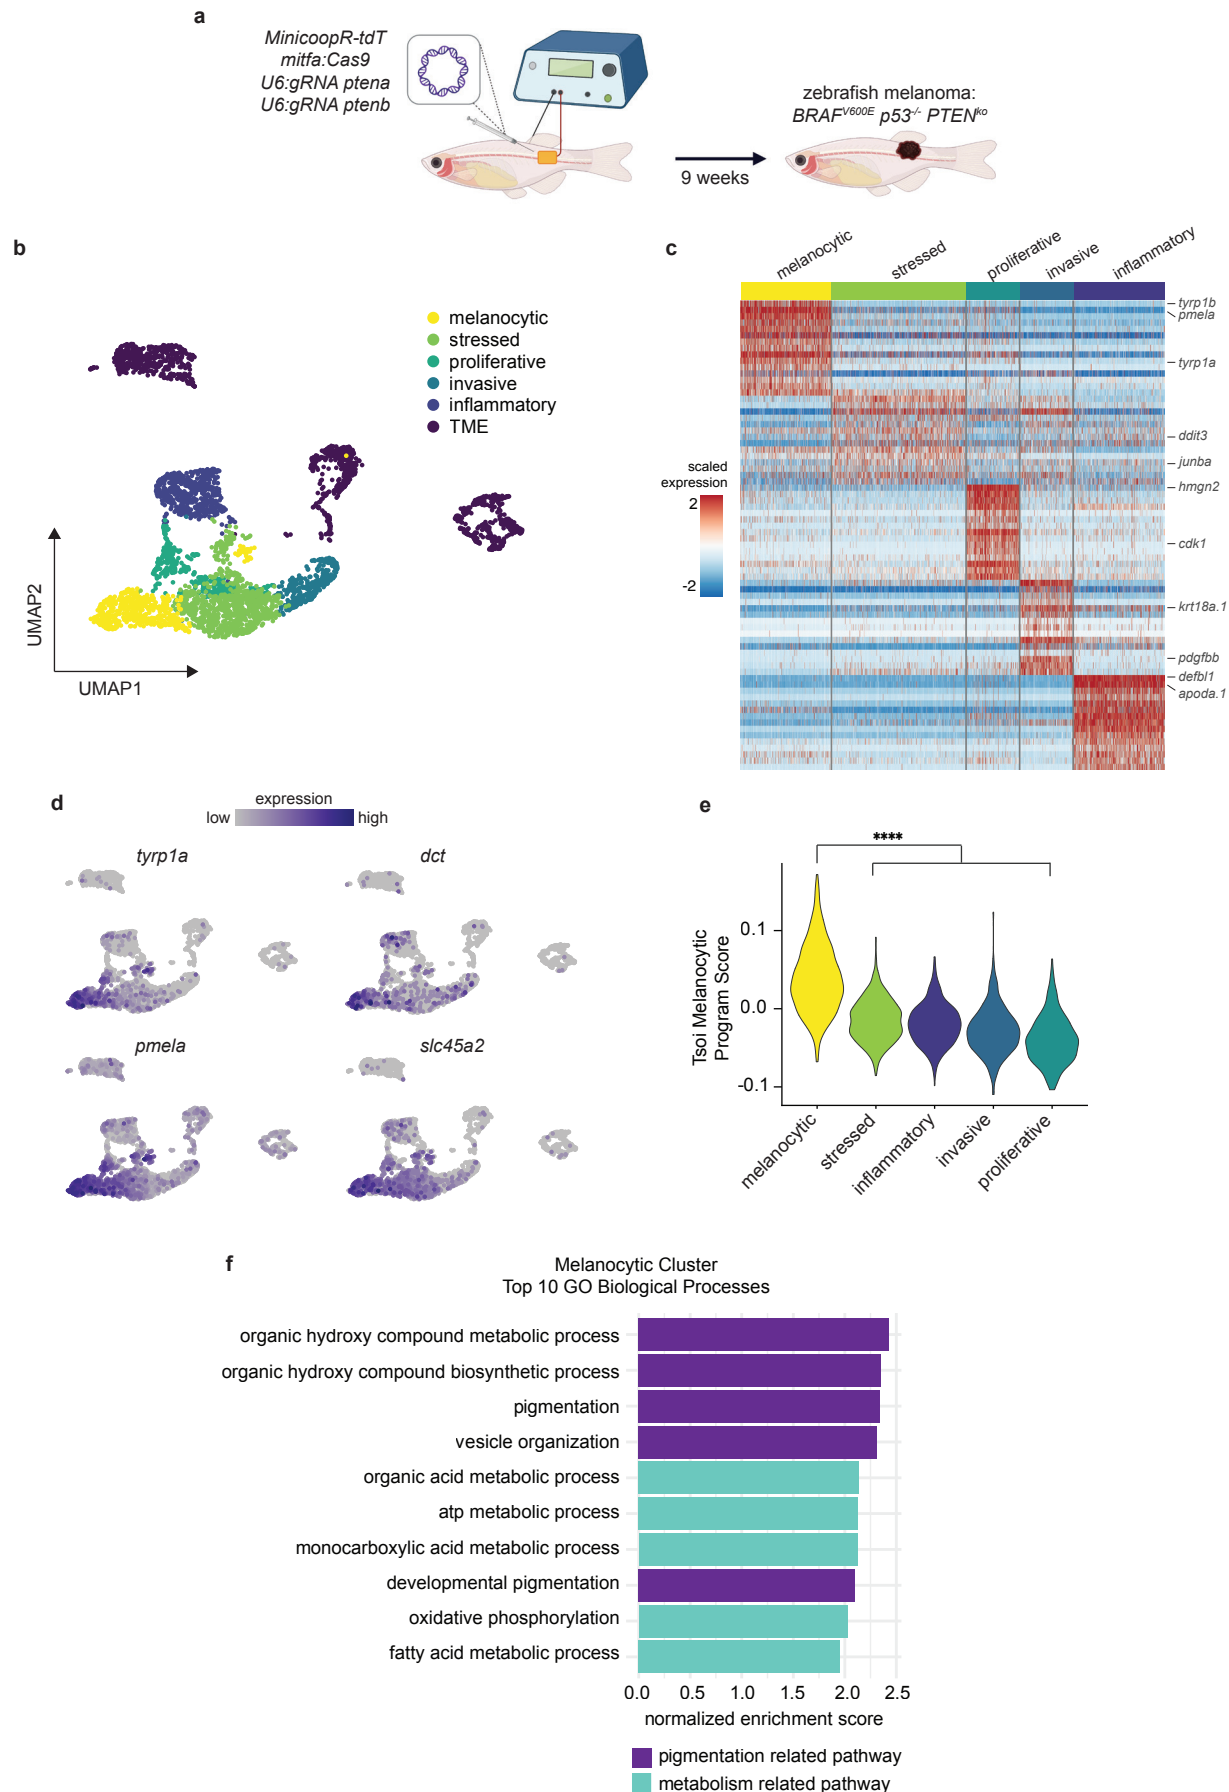 a
MinicoopR-tdT
mitfa:Cas9
U6:gRNA ptena
U6:gRNA ptenb
9 weeks
zebrafish melanoma:
BRAFV600E p53-/- PTENko
b
melanocytic
stressed
proliferative
invasive
inflammatory
TME
UMAP2
UMAP1
c
melanocytic
stressed
proliferative
invasive
inflammatory
tyrp1b
pmela
tyrp1a
ddit3
junba
hmgn2
cdk1
krt18a.1
pdgfbb
defbl1
apoda.1
scaled
expression
2
-2
d
expression
low
high
tyrp1a
dct
pmela
slc45a2
e
****
Tsoi Melanocytic
Program Score
0.1
0.0
-0.1
melanocytic
stressed
inflammatory
invasive
proliferative
f
Melanocytic Cluster
Top 10 GO Biological Processes
organic hydroxy compound metabolic process
organic hydroxy compound biosynthetic process
pigmentation
vesicle organization
organic acid metabolic process
atp metabolic process
monocarboxylic acid metabolic process
developmental pigmentation
oxidative phosphorylation
fatty acid metabolic process
0.0 0.5 1.0 1.5 2.0 2.5
normalized enrichment score
pigmentation related pathway
metabolism related pathway